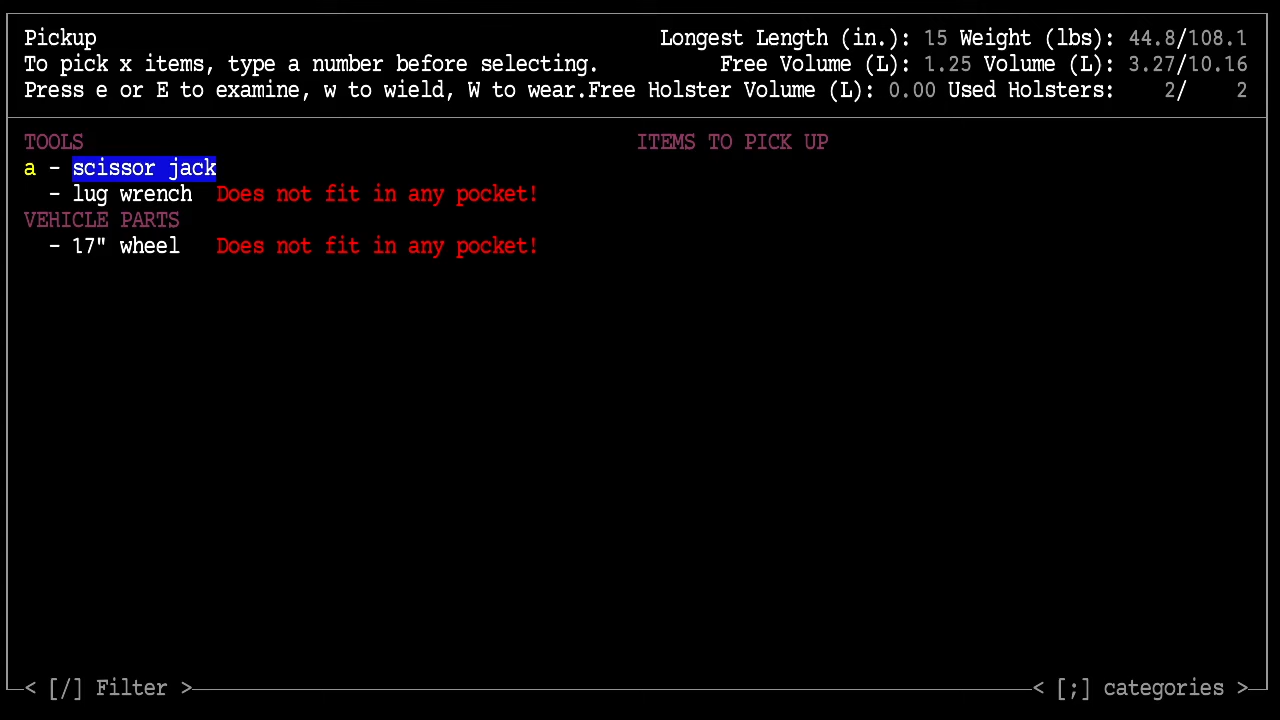 Pickup Longest Length (in.): 15 Weight (lbs): 44.8/108.1
To pick x items, type a number before selecting. Free Volume (L): 1.25 Volume (L): 3.27/10.16
Press e or E to examine, w to wield, W to wear.Free Holster Volume (L): 0.00 Used Holsters: 2/ 2
TOOLS ITEMS TO PICK UP
a - scissor jack
- lug wrench Does not fit in any pocket!
VEHICLE PARTS
- 17" wheel Does not fit in any pocket!
< [/] Filter > < [;] categories >